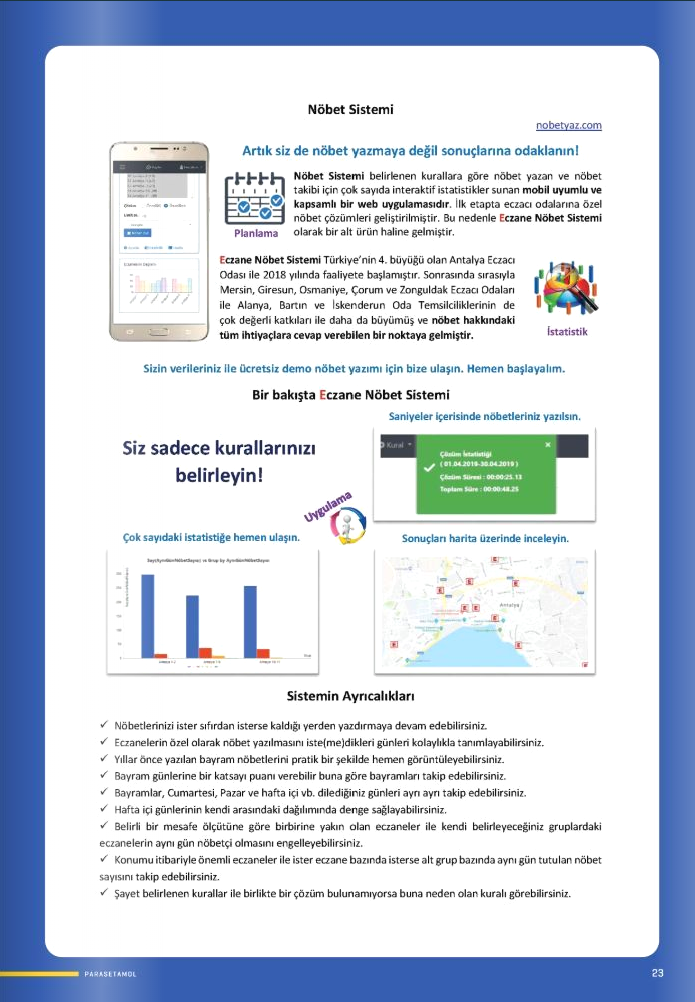 Nöbet Sistemi
nobetyaz.com
Artık siz de nöbet yazmaya değil sonuçlarına odaklanın!
Nöbet Sistemi belirlenen kurallara göre nöbet yazan ve nöbet
takibi için çok sayıda interaktif istatistikler sunan mobil uyumlu ve
kapsamlı bir web uygulamasıdır. İlk etapta eczacı odalarına özel
nöbet çözümleri geliştirilmiştir. Bu nedenle Eczane Nöbet Sistemi
olarak bir alt ürün haline gelmiştir.
Planlama
Eczane Nöbet Sistemi Türkiye'nin 4. büyüğü olan Antalya Eczacı
Odası ile 2018 yılında faaliyete başlamıştır. Sonrasında sırasıyla
Mersin, Giresun, Osmaniye, Çorum ve Zonguldak Eczacı Odaları
ile Alanya, Bartın ve İskenderun Oda Temsilciliklerinin de
çok değerli katkıları ile daha da büyümüş ve nöbet hakkındaki
tüm ihtiyaçlara cevap verebilen bir noktaya gelmiştir.
İstatistik
Sizin verileriniz ile ücretsiz demo nöbet yazımı için bize ulaşın. Hemen başlayalım.
Bir bakışta Eczane Nöbet Sistemi
Siz sadece kurallarınızı
belirleyin!
Saniyeler içerisinde nöbetleriniz yazılsın.
Kural
Çözüm İstatistiği
( 01.04.2019-30.04.2019 )
Çözüm Süresi : 00:00:25.13
Toplam Süre : 00:00:48.25
Uygulama
Çok sayıdaki istatistiğe hemen ulaşın.
Sonuçları harita üzerinde inceleyin.
Antalya
Sistemin Ayrıcalıkları
✓ Nöbetlerinizi ister sıfırdan isterse kaldığı yerden yazdırmaya devam edebilirsiniz.
✓ Eczanelerin özel olarak nöbet yazılmasını iste(me)dikleri günleri kolaylıkla tanımlayabilirsiniz.
✓ Yıllar önce yazılan bayram nöbetlerini pratik bir şekilde hemen görüntüleyebilirsiniz.
✓ Bayram günlerine bir katsayı puanı verebilir buna göre bayramları takip edebilirsiniz.
✓ Bayramlar, Cumartesi, Pazar ve hafta içi vb. dilediğiniz günleri ayrı ayrı takip edebilirsiniz.
✓ Hafta içi günlerinin kendi arasındaki dağılımında denge sağlayabilirsiniz.
✓ Belirli bir mesafe ölçütüne göre birbirine yakın olan eczaneler ile kendi belirleyeceğiniz gruplardaki
eczanelerin aynı gün nöbetçi olmasını engelleyebilirsiniz.
✓ Konumu itibariyle önemli eczaneler ile ister eczane bazında isterse alt grup bazında aynı gün tutulan nöbet
sayısını takip edebilirsiniz.
✓ Şayet belirlenen kurallar ile birlikte bir çözüm bulunamıyorsa buna neden olan kuralı görebilirsiniz.
PARASETAMOL
23